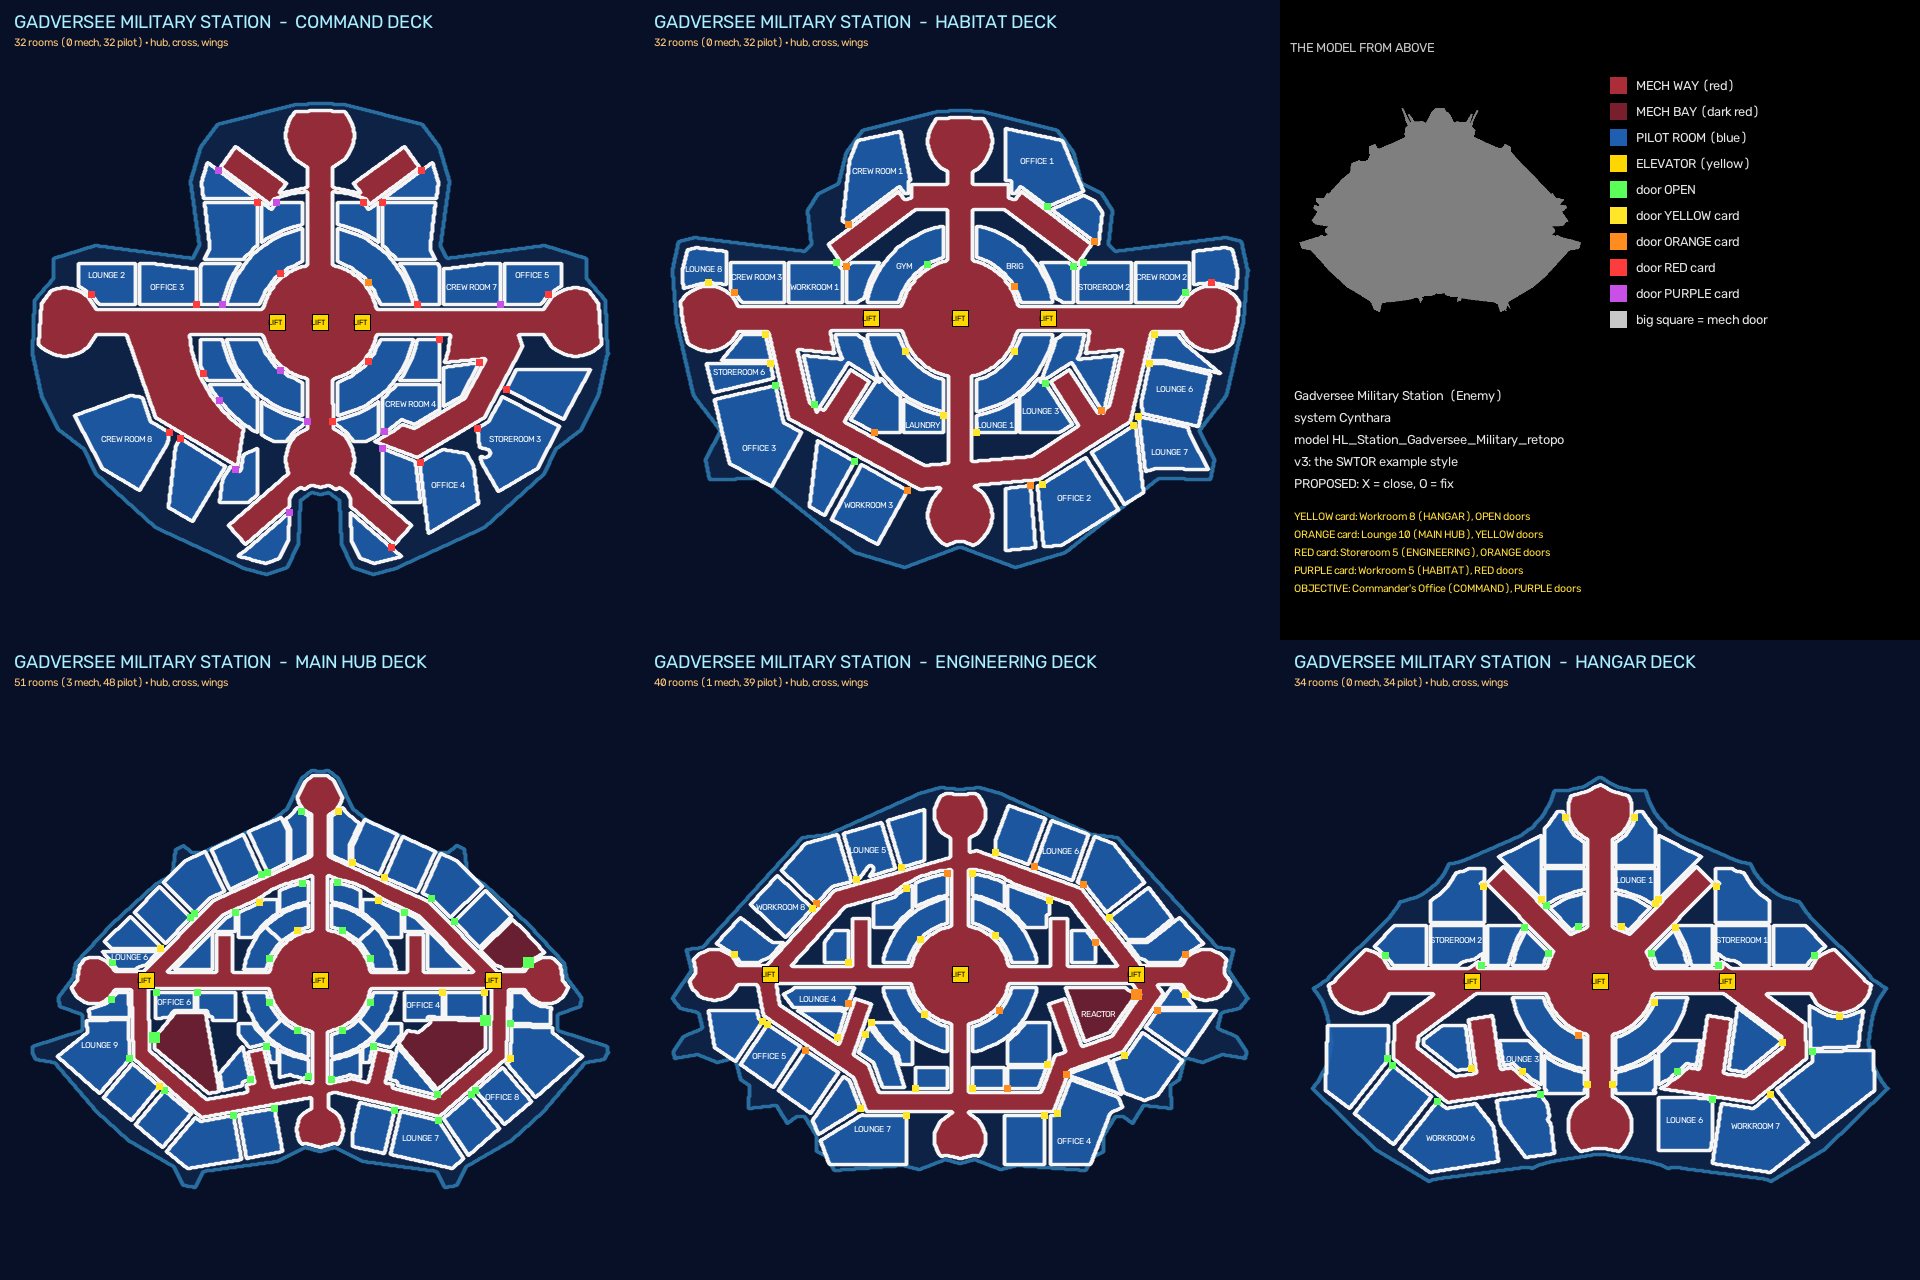 GADVERSEE MILITARY STATION - COMMAND DECK
32 rooms (0 mech, 32 pilot) • hub, cross, wings
LOUNGE 2
OFFICE 3
CREW ROOM 7
OFFICE 5
LIFT
LIFT
LIFT
CREW ROOM 4
CREW ROOM 8
STOREROOM 3
OFFICE 4
GADVERSEE MILITARY STATION - HABITAT DECK
32 rooms (0 mech, 32 pilot) • hub, cross, wings
CREW ROOM 1
OFFICE 1
LOUNGE 8
CREW ROOM 3
WORKROOM 1
GYM
BRIG
STOREROOM 2
CREW ROOM 2
LIFT
LIFT
LIFT
STOREROOM 6
LOUNGE 6
LAUNDRY
LOUNGE 1
LOUNGE 3
OFFICE 3
LOUNGE 7
WORKROOM 3
OFFICE 2
THE MODEL FROM ABOVE
MECH WAY (red)
MECH BAY (dark red)
PILOT ROOM (blue)
ELEVATOR (yellow)
door OPEN
door YELLOW card
door ORANGE card
door RED card
door PURPLE card
big square = mech door
Gadversee Military Station (Enemy)
system Cynthara
model HL_Station_Gadversee_Military_retopo
v3: the SWTOR example style
PROPOSED: X = close, O = fix
YELLOW card: Workroom 8 (HANGAR), OPEN doors
ORANGE card: Lounge 10 (MAIN HUB), YELLOW doors
RED card: Storeroom 5 (ENGINEERING), ORANGE doors
PURPLE card: Workroom 5 (HABITAT), RED doors
OBJECTIVE: Commander's Office (COMMAND), PURPLE doors
GADVERSEE MILITARY STATION - MAIN HUB DECK
51 rooms (3 mech, 48 pilot) • hub, cross, wings
LOUNGE 6
LIFT
LIFT
LIFT
OFFICE 6
OFFICE 4
LOUNGE 9
OFFICE 8
LOUNGE 7
GADVERSEE MILITARY STATION - ENGINEERING DECK
40 rooms (1 mech, 39 pilot) • hub, cross, wings
LOUNGE 5
LOUNGE 6
WORKROOM 8
LIFT
LIFT
LIFT
LOUNGE 4
REACTOR
OFFICE 5
LOUNGE 7
OFFICE 4
GADVERSEE MILITARY STATION - HANGAR DECK
34 rooms (0 mech, 34 pilot) • hub, cross, wings
LOUNGE 1
STOREROOM 2
STOREROOM 1
LIFT
LIFT
LIFT
LOUNGE 3
LOUNGE 6
WORKROOM 7
WORKROOM 6